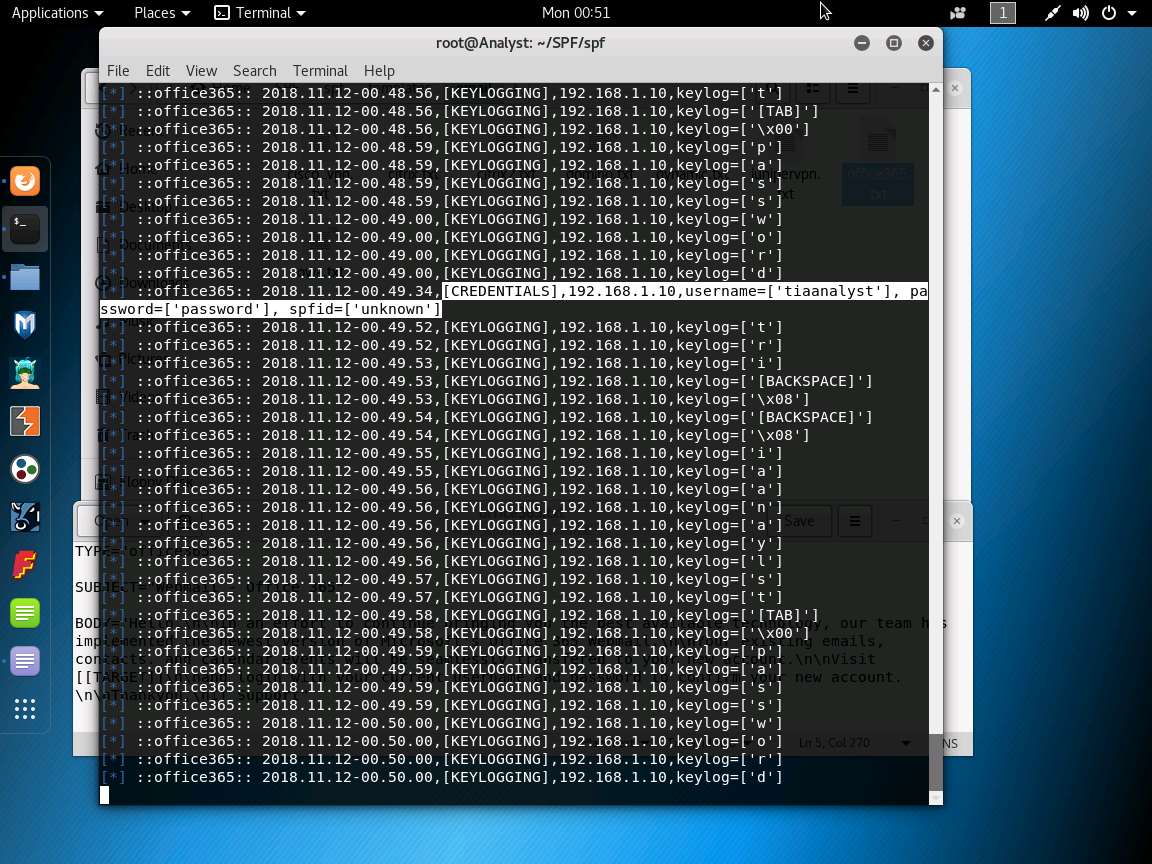 Applications Places Terminal Mon 00:51 1
root@Analyst: ~/SPF/spf
File Edit View Search Terminal Help
[*] ::office365:: 2018.11.12-00.48.56,[KEYLOGGING],192.168.1.10,keylog=['t']
[*] ::office365:: 2018.11.12-00.48.56,[KEYLOGGING],192.168.1.10,keylog=['[TAB]']
[*] ::office365:: 2018.11.12-00.48.56,[KEYLOGGING],192.168.1.10,keylog=['\x00']
[*] ::office365:: 2018.11.12-00.48.59,[KEYLOGGING],192.168.1.10,keylog=['p']
[*] ::office365:: 2018.11.12-00.48.59,[KEYLOGGING],192.168.1.10,keylog=['a']
[*] ::office365:: 2018.11.12-00.48.59,[KEYLOGGING],192.168.1.10,keylog=['s']
[*] ::office365:: 2018.11.12-00.48.59,[KEYLOGGING],192.168.1.10,keylog=['s']
[*] ::office365:: 2018.11.12-00.49.00,[KEYLOGGING],192.168.1.10,keylog=['w']
[*] ::office365:: 2018.11.12-00.49.00,[KEYLOGGING],192.168.1.10,keylog=['o']
[*] ::office365:: 2018.11.12-00.49.00,[KEYLOGGING],192.168.1.10,keylog=['r']
[*] ::office365:: 2018.11.12-00.49.00,[KEYLOGGING],192.168.1.10,keylog=['d']
[*] ::office365:: 2018.11.12-00.49.34,[CREDENTIALS],192.168.1.10,username=['tiaanalyst'], pa
ssword=['password'], spfid=['unknown']
[*] ::office365:: 2018.11.12-00.49.52,[KEYLOGGING],192.168.1.10,keylog=['t']
[*] ::office365:: 2018.11.12-00.49.52,[KEYLOGGING],192.168.1.10,keylog=['r']
[*] ::office365:: 2018.11.12-00.49.53,[KEYLOGGING],192.168.1.10,keylog=['i']
[*] ::office365:: 2018.11.12-00.49.53,[KEYLOGGING],192.168.1.10,keylog=['[BACKSPACE]']
[*] ::office365:: 2018.11.12-00.49.53,[KEYLOGGING],192.168.1.10,keylog=['\x08']
[*] ::office365:: 2018.11.12-00.49.54,[KEYLOGGING],192.168.1.10,keylog=['[BACKSPACE]']
[*] ::office365:: 2018.11.12-00.49.54,[KEYLOGGING],192.168.1.10,keylog=['\x08']
[*] ::office365:: 2018.11.12-00.49.55,[KEYLOGGING],192.168.1.10,keylog=['i']
[*] ::office365:: 2018.11.12-00.49.55,[KEYLOGGING],192.168.1.10,keylog=['a']
[*] ::office365:: 2018.11.12-00.49.56,[KEYLOGGING],192.168.1.10,keylog=['a']
[*] ::office365:: 2018.11.12-00.49.56,[KEYLOGGING],192.168.1.10,keylog=['n']
[*] ::office365:: 2018.11.12-00.49.56,[KEYLOGGING],192.168.1.10,keylog=['a']
[*] ::office365:: 2018.11.12-00.49.56,[KEYLOGGING],192.168.1.10,keylog=['y']
[*] ::office365:: 2018.11.12-00.49.56,[KEYLOGGING],192.168.1.10,keylog=['l']
[*] ::office365:: 2018.11.12-00.49.57,[KEYLOGGING],192.168.1.10,keylog=['s']
[*] ::office365:: 2018.11.12-00.49.57,[KEYLOGGING],192.168.1.10,keylog=['t']
[*] ::office365:: 2018.11.12-00.49.58,[KEYLOGGING],192.168.1.10,keylog=['[TAB]']
[*] ::office365:: 2018.11.12-00.49.58,[KEYLOGGING],192.168.1.10,keylog=['\x00']
[*] ::office365:: 2018.11.12-00.49.59,[KEYLOGGING],192.168.1.10,keylog=['p']
[*] ::office365:: 2018.11.12-00.49.59,[KEYLOGGING],192.168.1.10,keylog=['a']
[*] ::office365:: 2018.11.12-00.49.59,[KEYLOGGING],192.168.1.10,keylog=['s']
[*] ::office365:: 2018.11.12-00.49.59,[KEYLOGGING],192.168.1.10,keylog=['s']
[*] ::office365:: 2018.11.12-00.50.00,[KEYLOGGING],192.168.1.10,keylog=['w']
[*] ::office365:: 2018.11.12-00.50.00,[KEYLOGGING],192.168.1.10,keylog=['o']
[*] ::office365:: 2018.11.12-00.50.00,[KEYLOGGING],192.168.1.10,keylog=['r']
[*] ::office365:: 2018.11.12-00.50.00,[KEYLOGGING],192.168.1.10,keylog=['d']
Save
Ln 5, Col 270